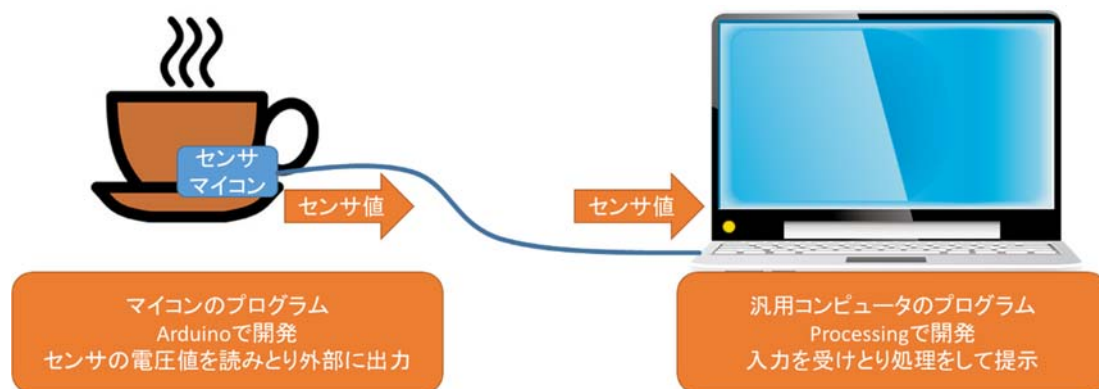 センサ
マイコン
センサ値
センサ値
マイコンのプログラム
Arduinoで開発
センサの電圧値を読みとり外部に出力
汎用コンピュータのプログラム
Processingで開発
入力を受けとり処理をして提示